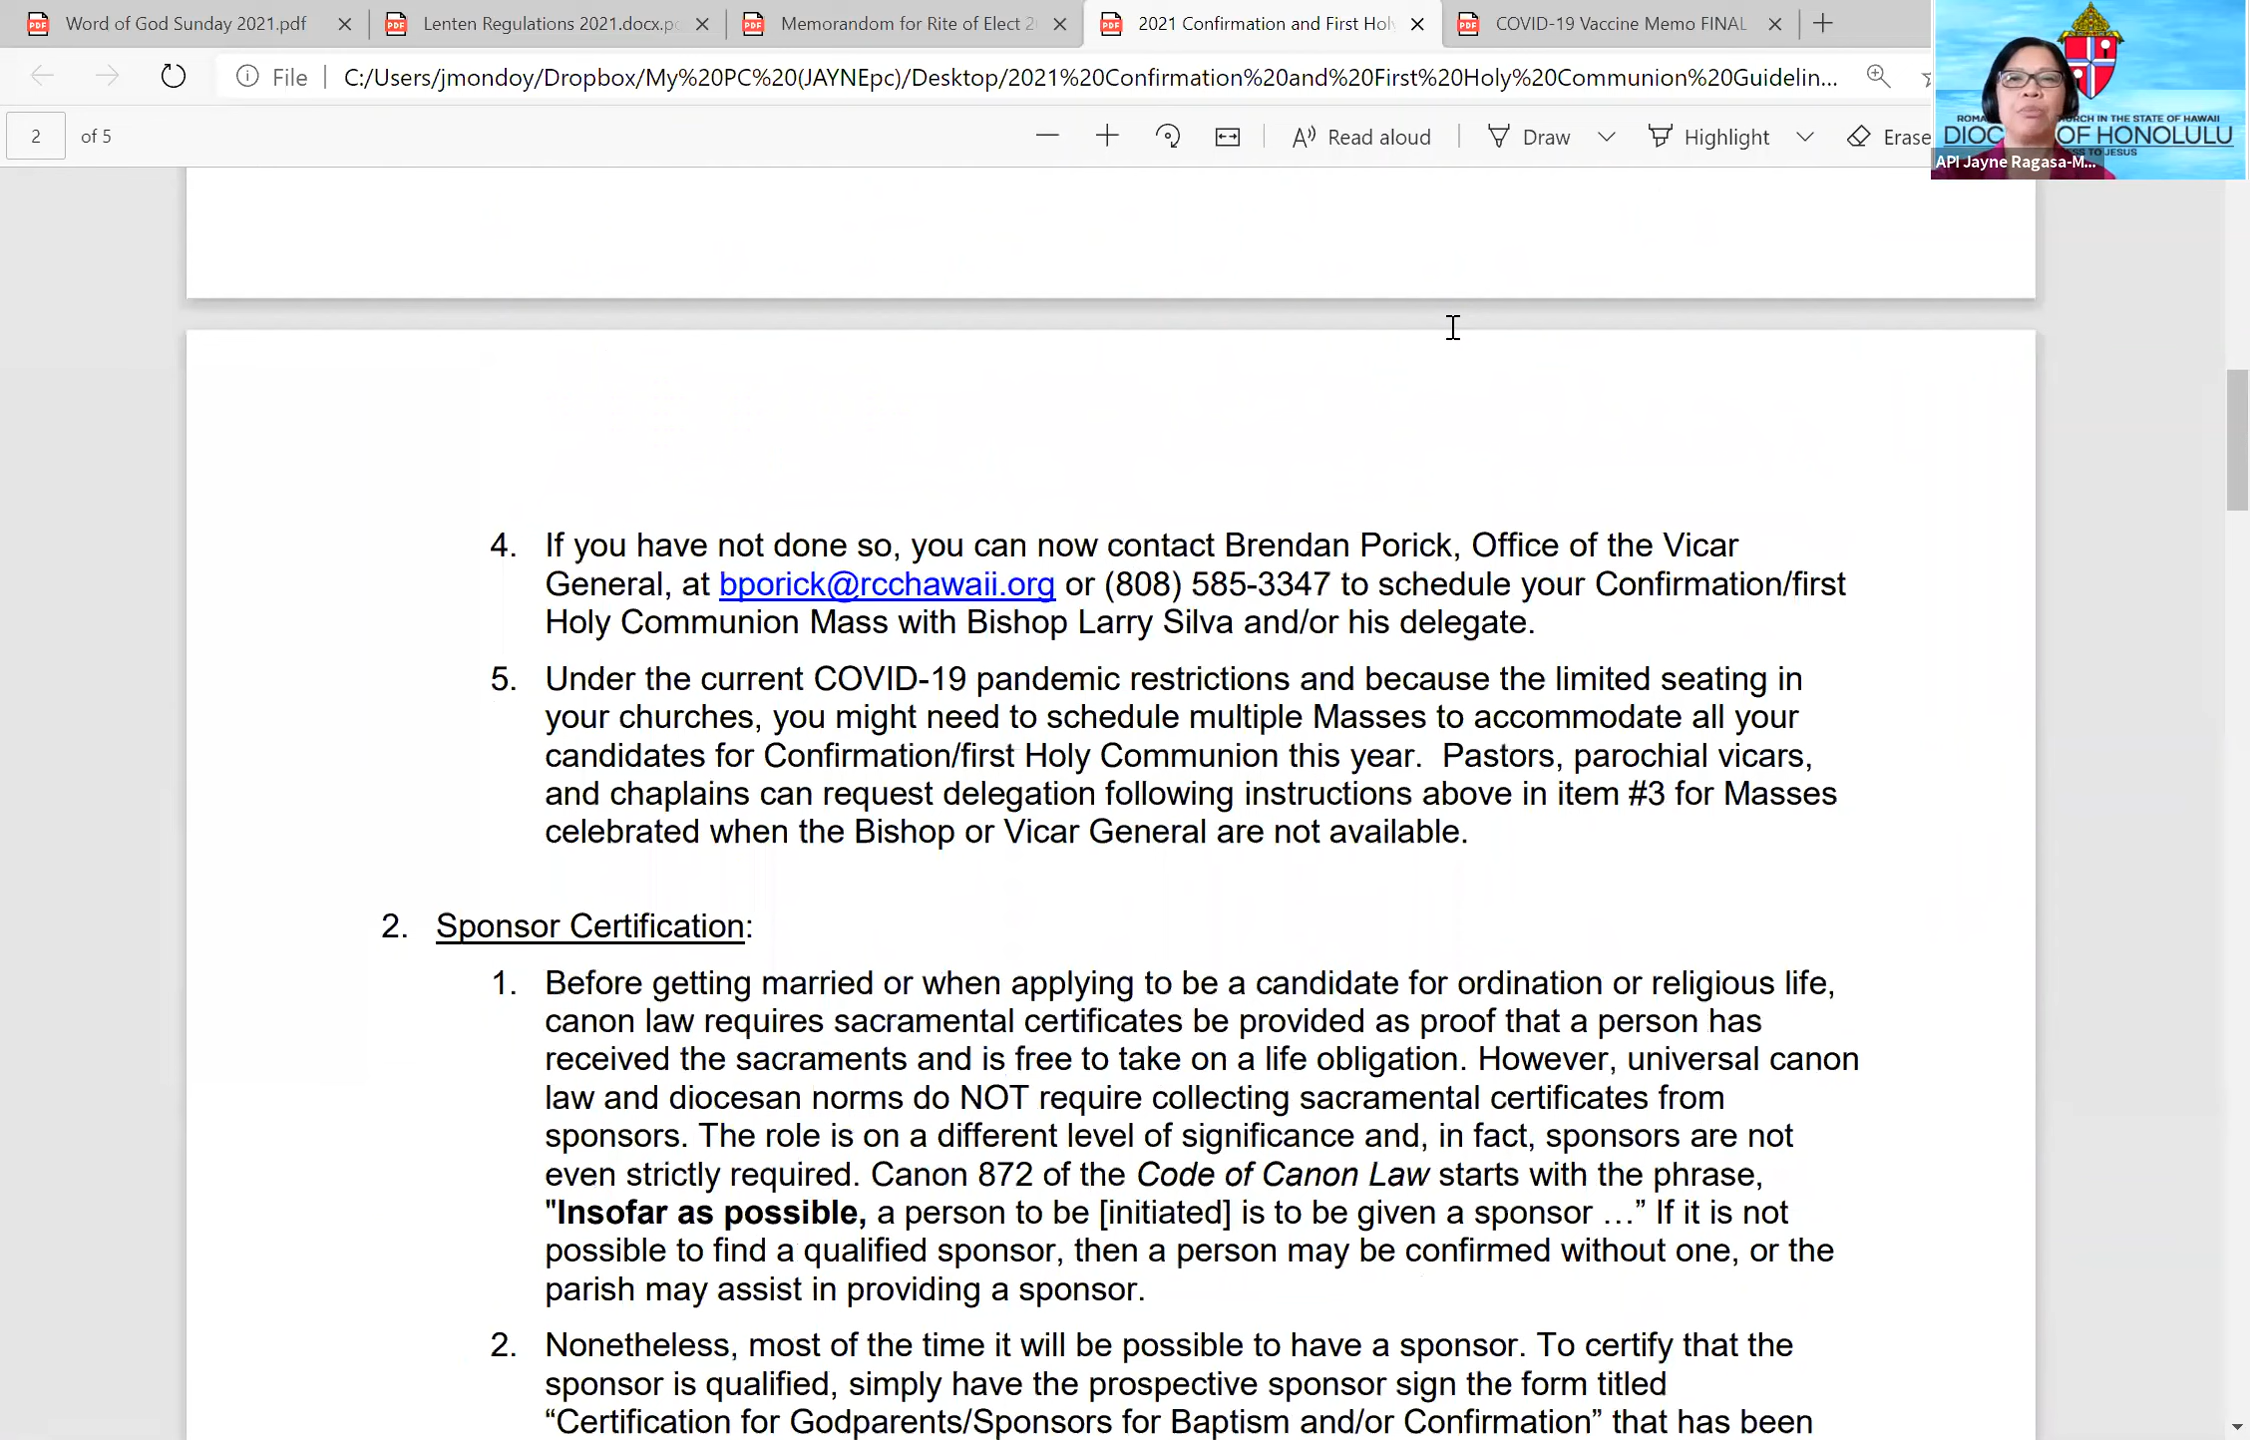 Word of God Sunday 2021.pdf
Lenten Regulations 2021.docx.p
Memorandum for Rite of Elect 2
2021 Confirmation and First Hol
COVID-19 Vaccine Memo FINAL
File
C:/Users/jmondoy/Dropbox/My%20PC%20(JAYNEpc)/Desktop/2021%20Confirmation%20and%20First%20Holy%20Communion%20Guidelin...
2 of 5
Read aloud
Draw
Highlight
Erase
CH IN THE STATE OF HAWAII
DIOC OF HONOLULU
SS TO JESUS
API Jayne Ragasa-M...
4. If you have not done so, you can now contact Brendan Porick, Office of the Vicar
General, at bporick@rcchawaii.org or (808) 585-3347 to schedule your Confirmation/first
Holy Communion Mass with Bishop Larry Silva and/or his delegate.
5. Under the current COVID-19 pandemic restrictions and because the limited seating in
your churches, you might need to schedule multiple Masses to accommodate all your
candidates for Confirmation/first Holy Communion this year.  Pastors, parochial vicars,
and chaplains can request delegation following instructions above in item #3 for Masses
celebrated when the Bishop or Vicar General are not available.
2. Sponsor Certification:
1. Before getting married or when applying to be a candidate for ordination or religious life,
canon law requires sacramental certificates be provided as proof that a person has
received the sacraments and is free to take on a life obligation. However, universal canon
law and diocesan norms do NOT require collecting sacramental certificates from
sponsors. The role is on a different level of significance and, in fact, sponsors are not
even strictly required. Canon 872 of the Code of Canon Law starts with the phrase,
"Insofar as possible, a person to be [initiated] is to be given a sponsor …” If it is not
possible to find a qualified sponsor, then a person may be confirmed without one, or the
parish may assist in providing a sponsor.
2. Nonetheless, most of the time it will be possible to have a sponsor. To certify that the
sponsor is qualified, simply have the prospective sponsor sign the form titled
“Certification for Godparents/Sponsors for Baptism and/or Confirmation” that has been